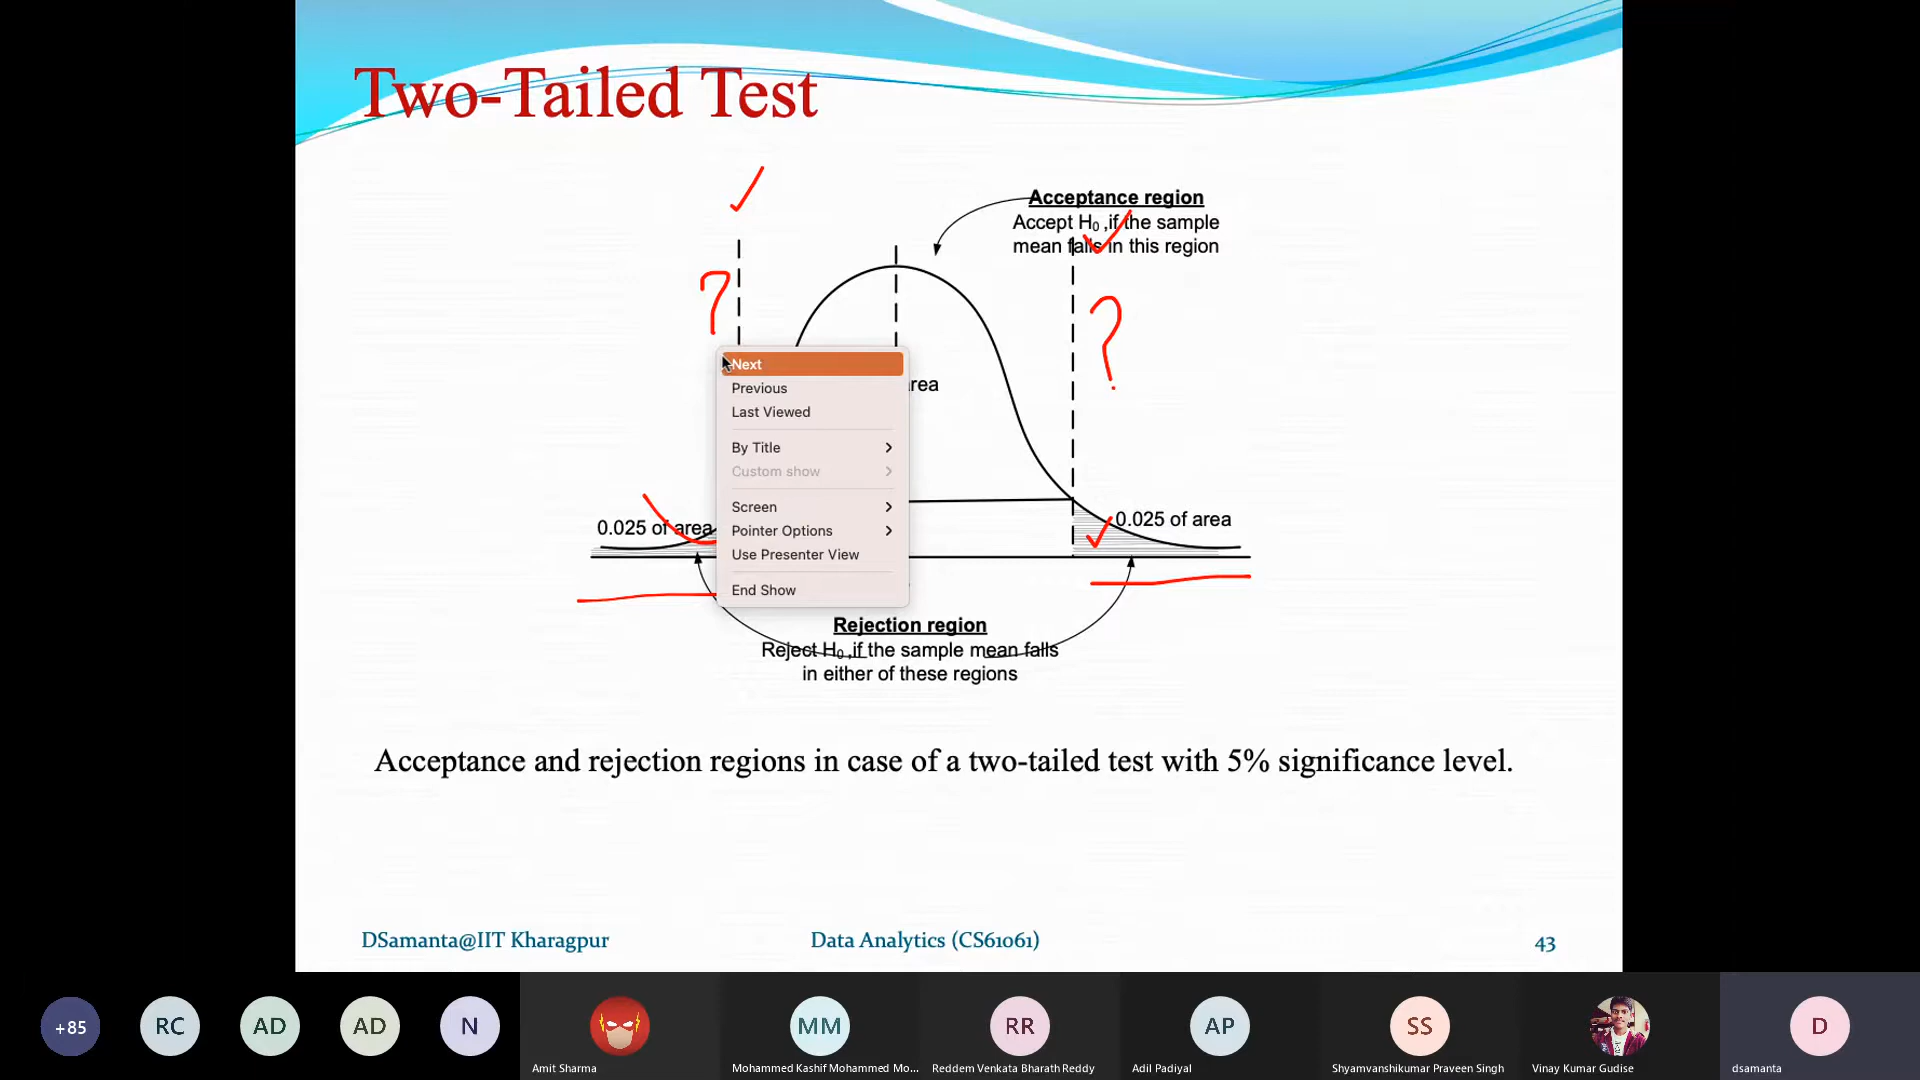 Two-Tailed Test
Acceptance region
Accept H0 ,if the sample
mean falls in this region
?
?
Next
Previous
Last Viewed
By Title
Custom show
Screen
Pointer Options
Use Presenter View
End Show
rea
0.025 of area
0.025 of area
Rejection region
Reject H0 ,if the sample mean falls
in either of these regions
Acceptance and rejection regions in case of a two-tailed test with 5% significance level.
DSamanta@IIT Kharagpur
Data Analytics (CS61061)
43
+85
RC
AD
AD
N
MM
RR
AP
SS
D
Amit Sharma
Mohammed Kashif Mohammed Mo...
Reddem Venkata Bharath Reddy
Adil Padiyal
Shyamvanshikumar Praveen Singh
Vinay Kumar Gudise
dsamanta